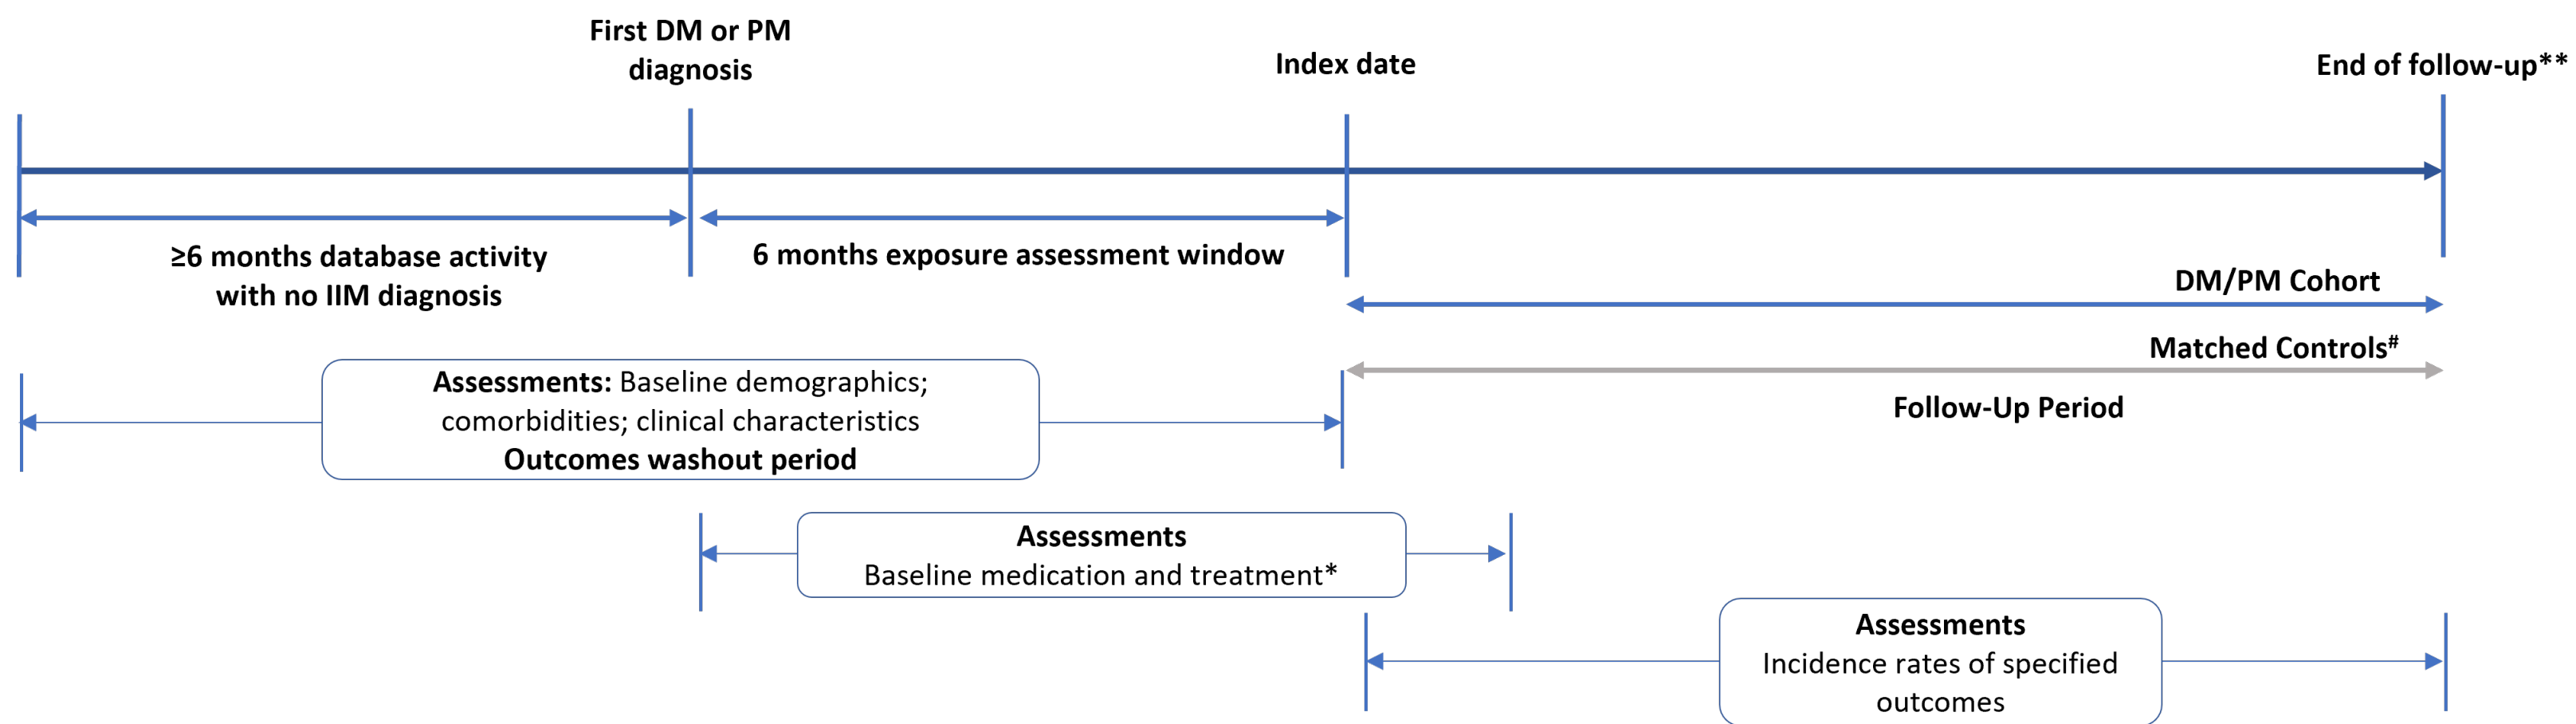 First DM or PM
diagnosis
Index date
End of follow-up**
≥6 months database activity
with no IIM diagnosis
6 months exposure assessment window
DM/PM Cohort
Matched Controls#
Follow-Up Period
Assessments: Baseline demographics;
comorbidities; clinical characteristics
Outcomes washout period
Assessments
Baseline medication and treatment*
Assessments
Incidence rates of specified
outcomes